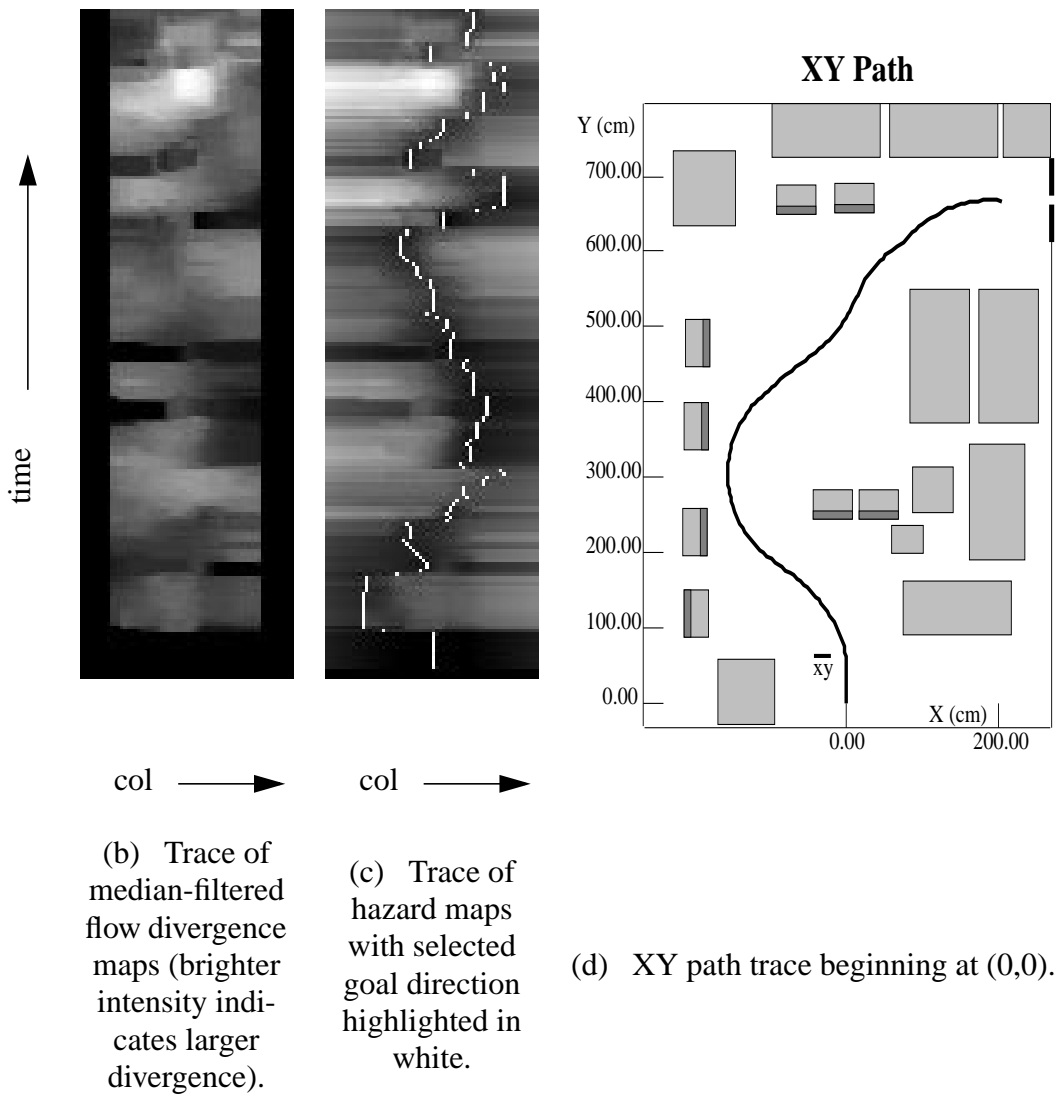 time
col
(b) Trace of
median-filtered
flow divergence
maps (brighter
intensity indi-
cates larger
divergence).
col
(c) Trace of
hazard maps
with selected
goal direction
highlighted in
white.
XY Path
Y (cm)
700.00
600.00
500.00
400.00
300.00
200.00
100.00
0.00
xy
X (cm)
0.00
200.00
(d) XY path trace beginning at (0,0).